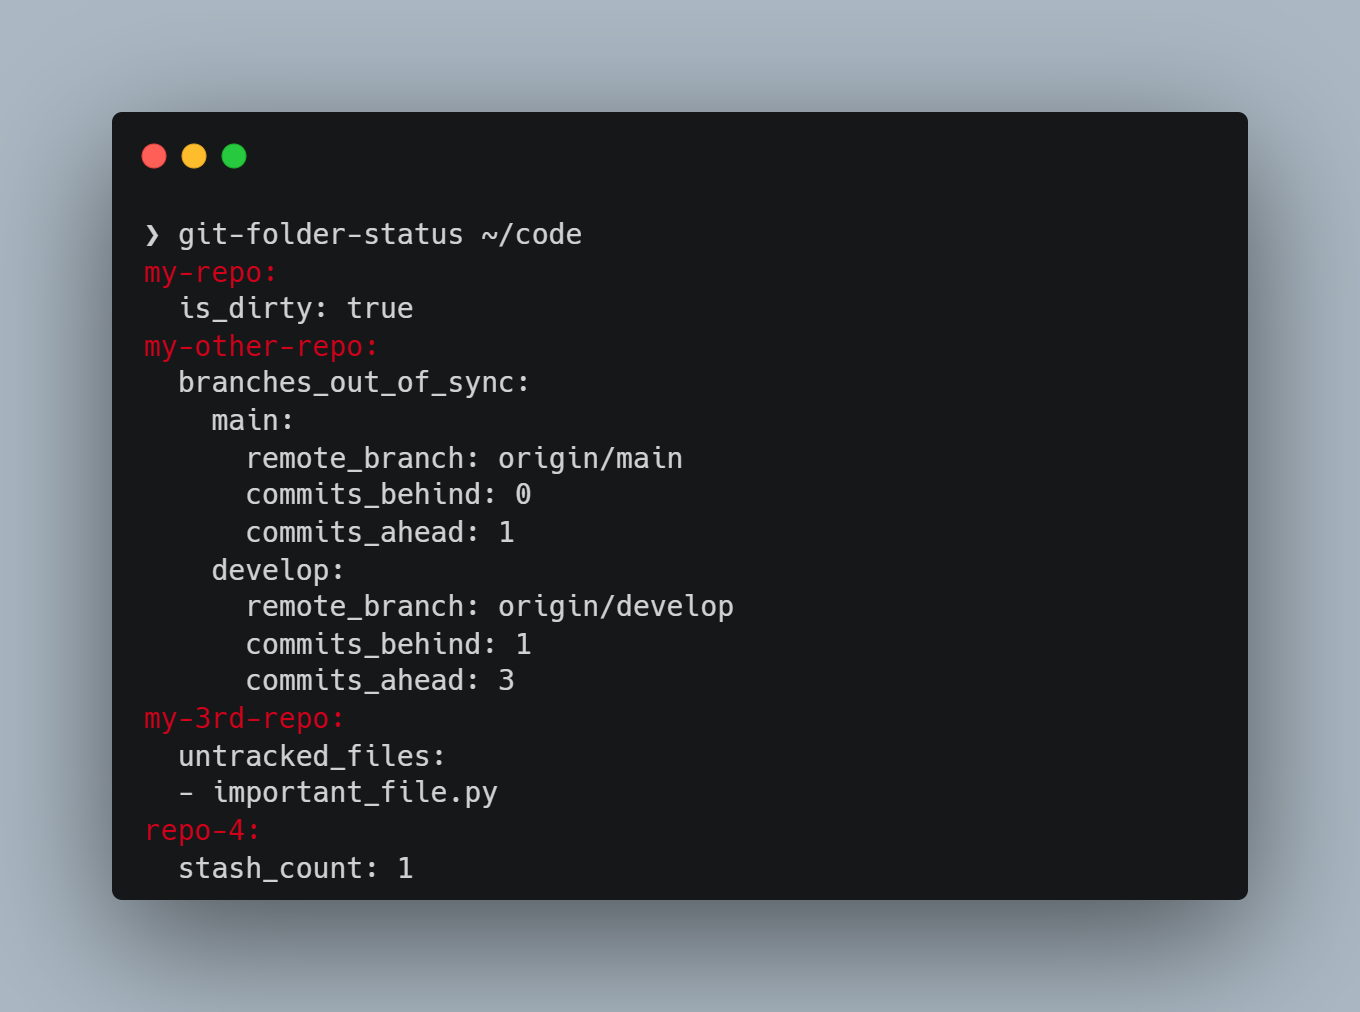 ❯ git-folder-status ~/code
my-repo:
  is_dirty: true
my-other-repo:
  branches_out_of_sync:
    main:
      remote_branch: origin/main
      commits_behind: 0
      commits_ahead: 1
    develop:
      remote_branch: origin/develop
      commits_behind: 1
      commits_ahead: 3
my-3rd-repo:
  untracked_files:
  - important_file.py
repo-4:
  stash_count: 1